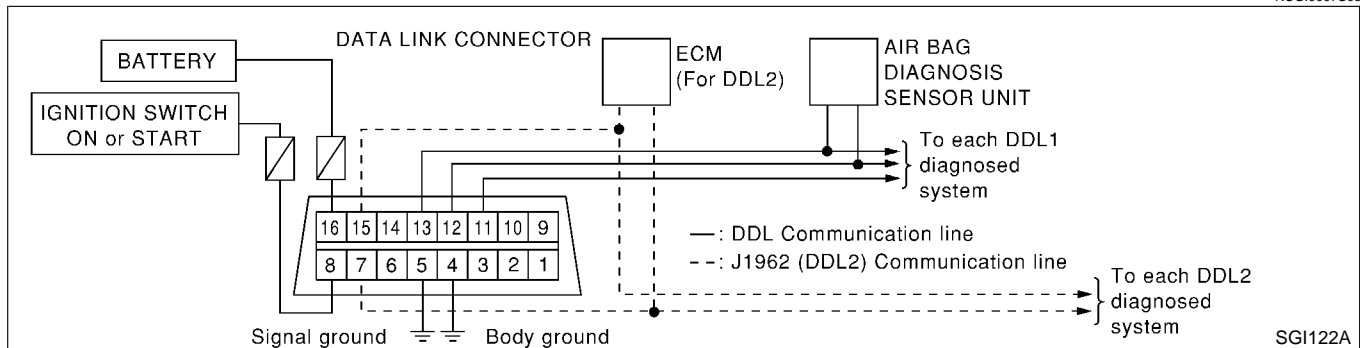 DATA LINK CONNECTOR
BATTERY
IGNITION SWITCH
ON or START
ECM
(For DDL2)
AIR BAG
DIAGNOSIS
SENSOR UNIT
To each DDL1
diagnosed
system
16 15 14 13 12 11 10 9
8 7 6 5 4 3 2 1
—: DDL Communication line
--: J1962 (DDL2) Communication line
To each DDL2
diagnosed
system
Signal ground
Body ground
SGI122A